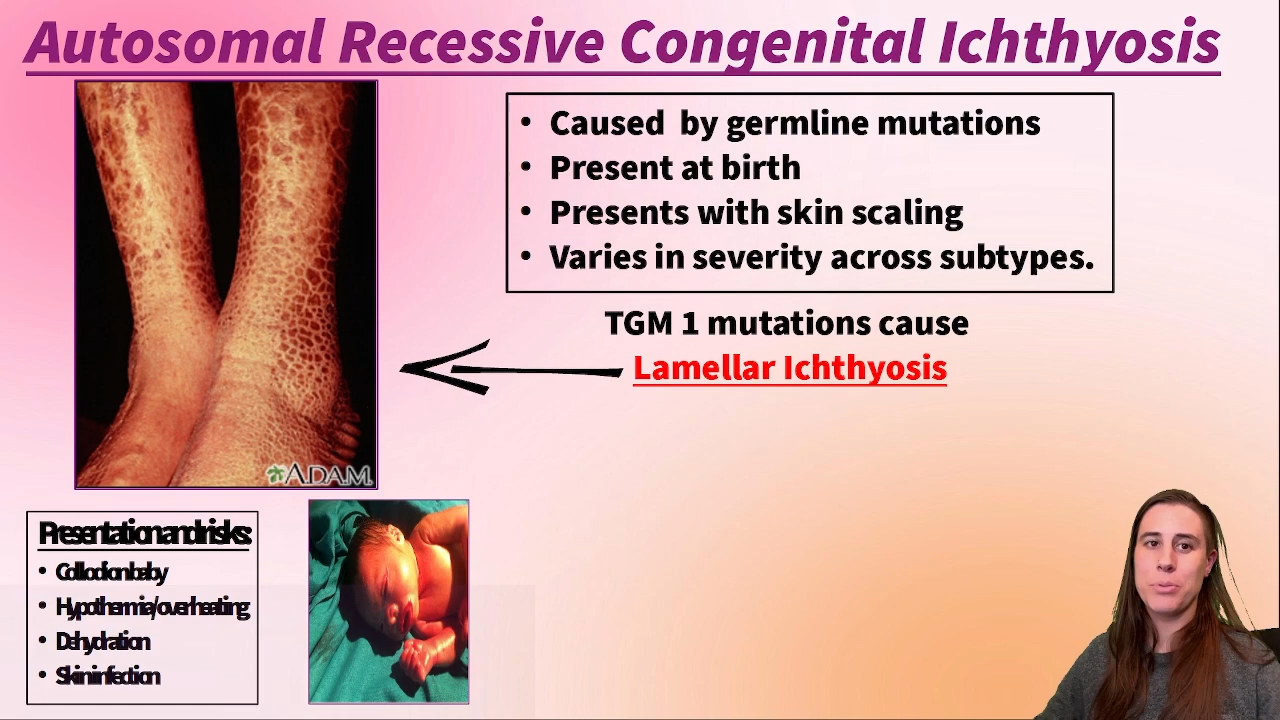 Autosomal Recessive Congenital Ichthyosis
• Caused by germline mutations
• Present at birth
• Presents with skin scaling
• Varies in severity across subtypes.
TGM 1 mutations cause
Lamellar Ichthyosis
A.D.A.M.
Presentation and risks:
• Collodion baby
• Hypothermia/overheating
• Dehydration
• Skin infection